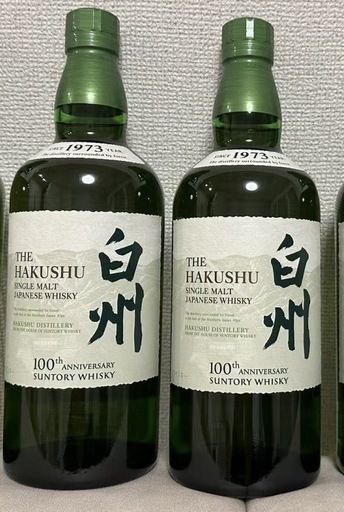 SINCE 1973 YEAR
The distillery surrounded by forest.
THE
HAKUSHU
SINGLE MALT
JAPANESE WHISKY
白州
HAKUSHU DISTILLERY
FROM THE HOUSE OF SUNTORY WHISKY
100th ANNIVERSARY
SUNTORY WHISKY
SINCE 1973 YEAR
The distillery surrounded by forest.
THE
HAKUSHU
SINGLE MALT
JAPANESE WHISKY
白州
HAKUSHU DISTILLERY
FROM THE HOUSE OF SUNTORY WHISKY
100th ANNIVERSARY
SUNTORY WHISKY